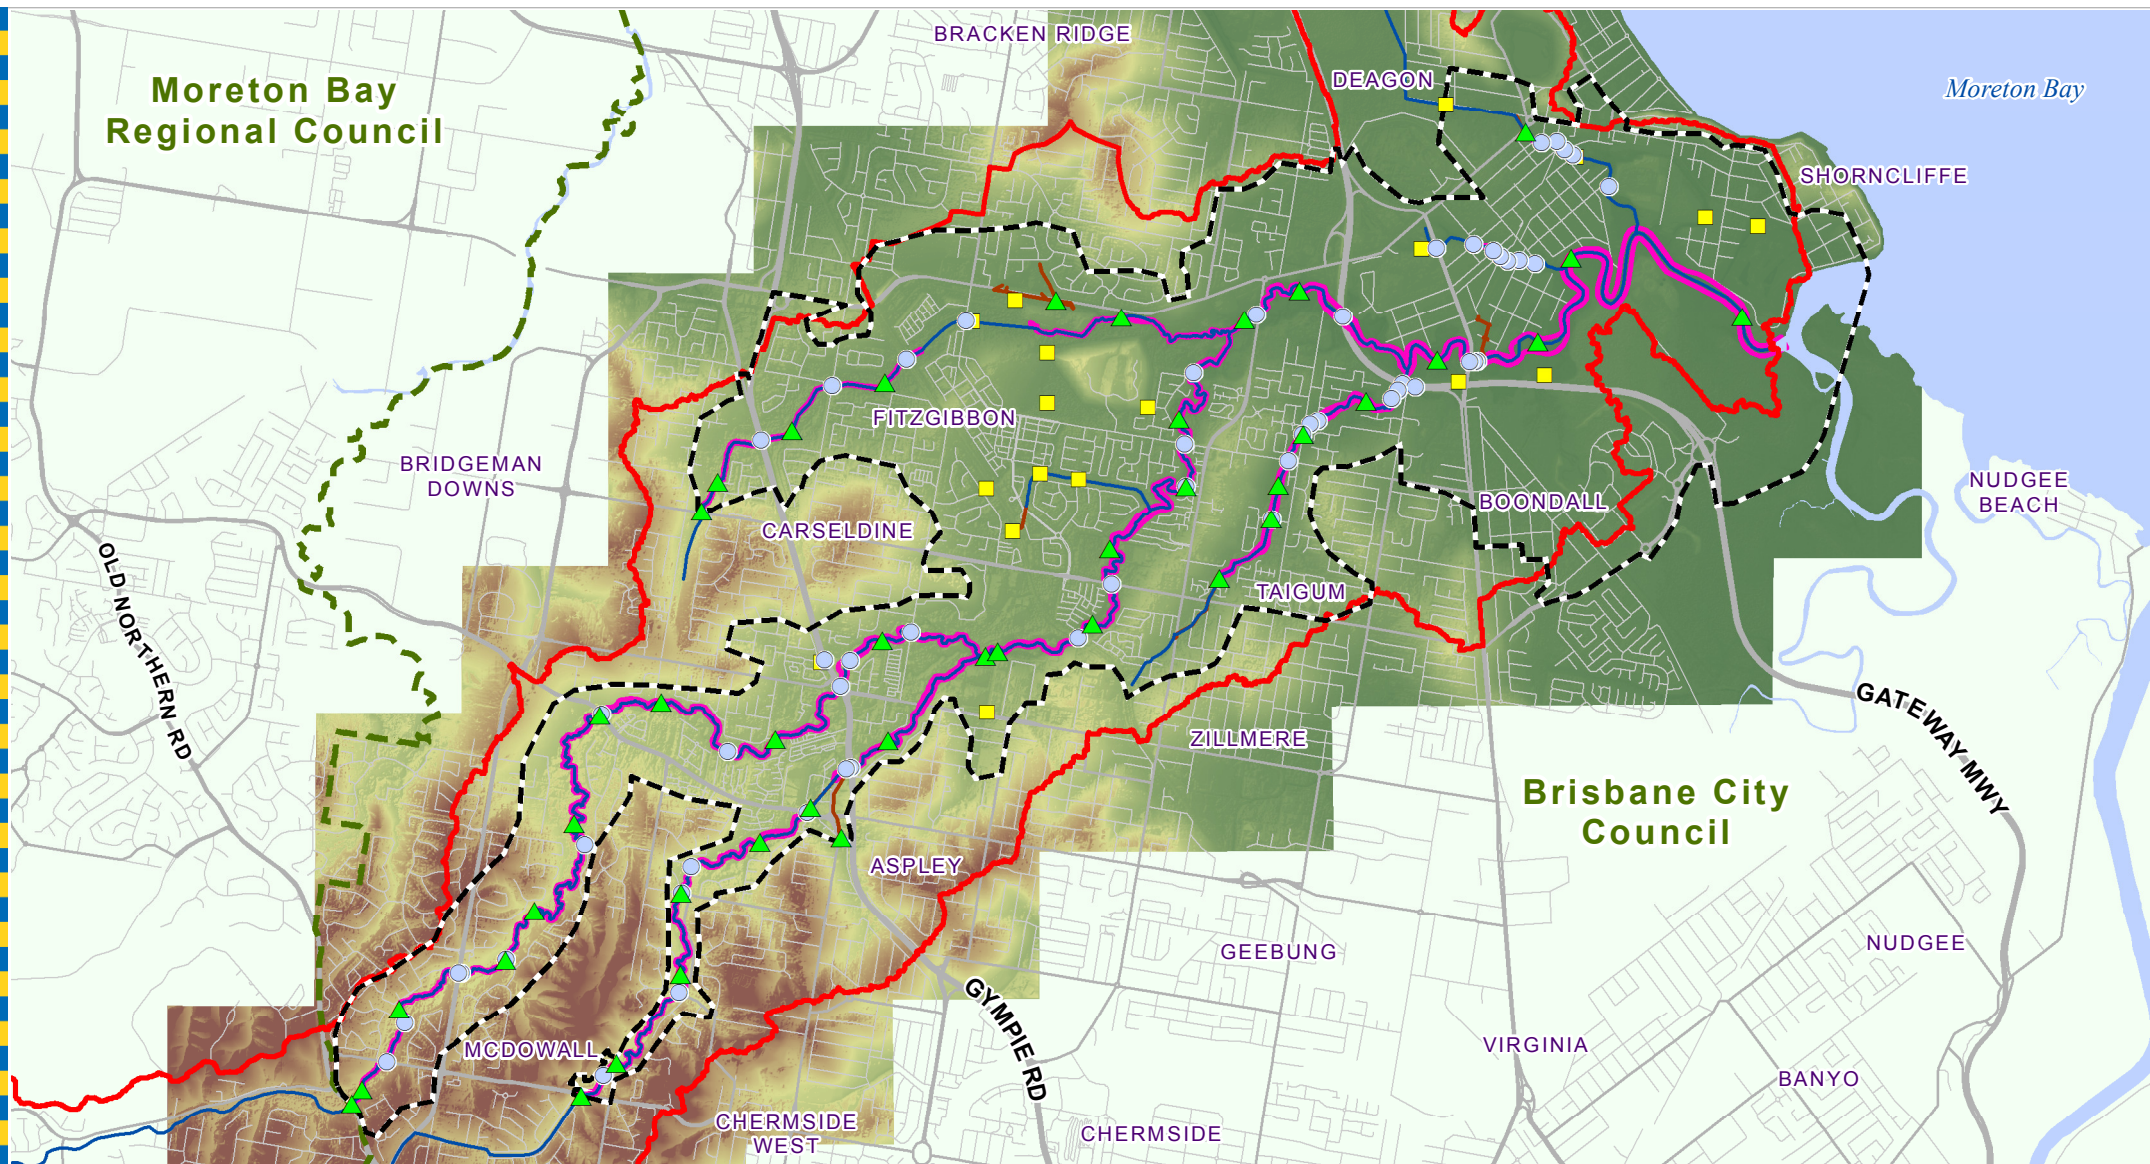 BRACKEN RIDGE
DEAGON
Moreton Bay
Regional Council
Moreton Bay
SHORNCLIFFE
FITZGIBBON
BRIDGEMAN
DOWNS
CARSELDINE
BOONDALL
NUDGEE
BEACH
TAIGUM
OLD NORTHERN RD
GATEWAY MWY
ZILLMERE
Brisbane City
Council
ASPLEY
GEEBUNG
NUDGEE
GYMPIE RD
MCDOWALL
VIRGINIA
BANYO
CHERMSIDE
WEST
CHERMSIDE